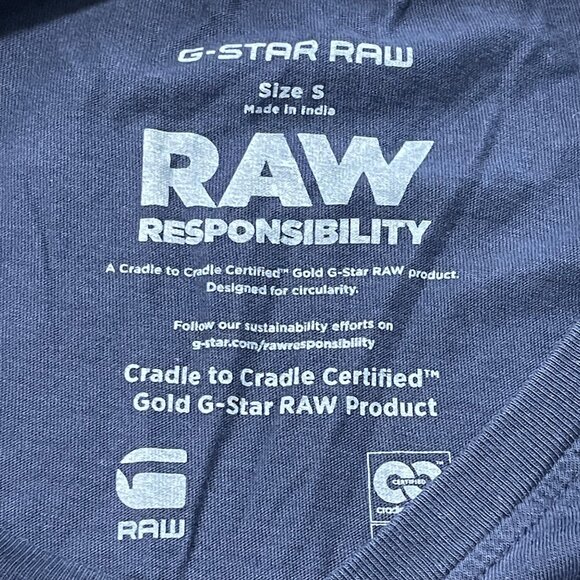 G-STAR RAW
Size S
Made in India
RAW
RESPONSIBILITY
A Cradle to Cradle Certified™ Gold G-Star RAW product.
Designed for circularity.
Follow our sustainability efforts on
g-star.com/rawresponsibility
Cradle to Cradle Certified™
Gold G-Star RAW Product
RAW
CERTIFIED